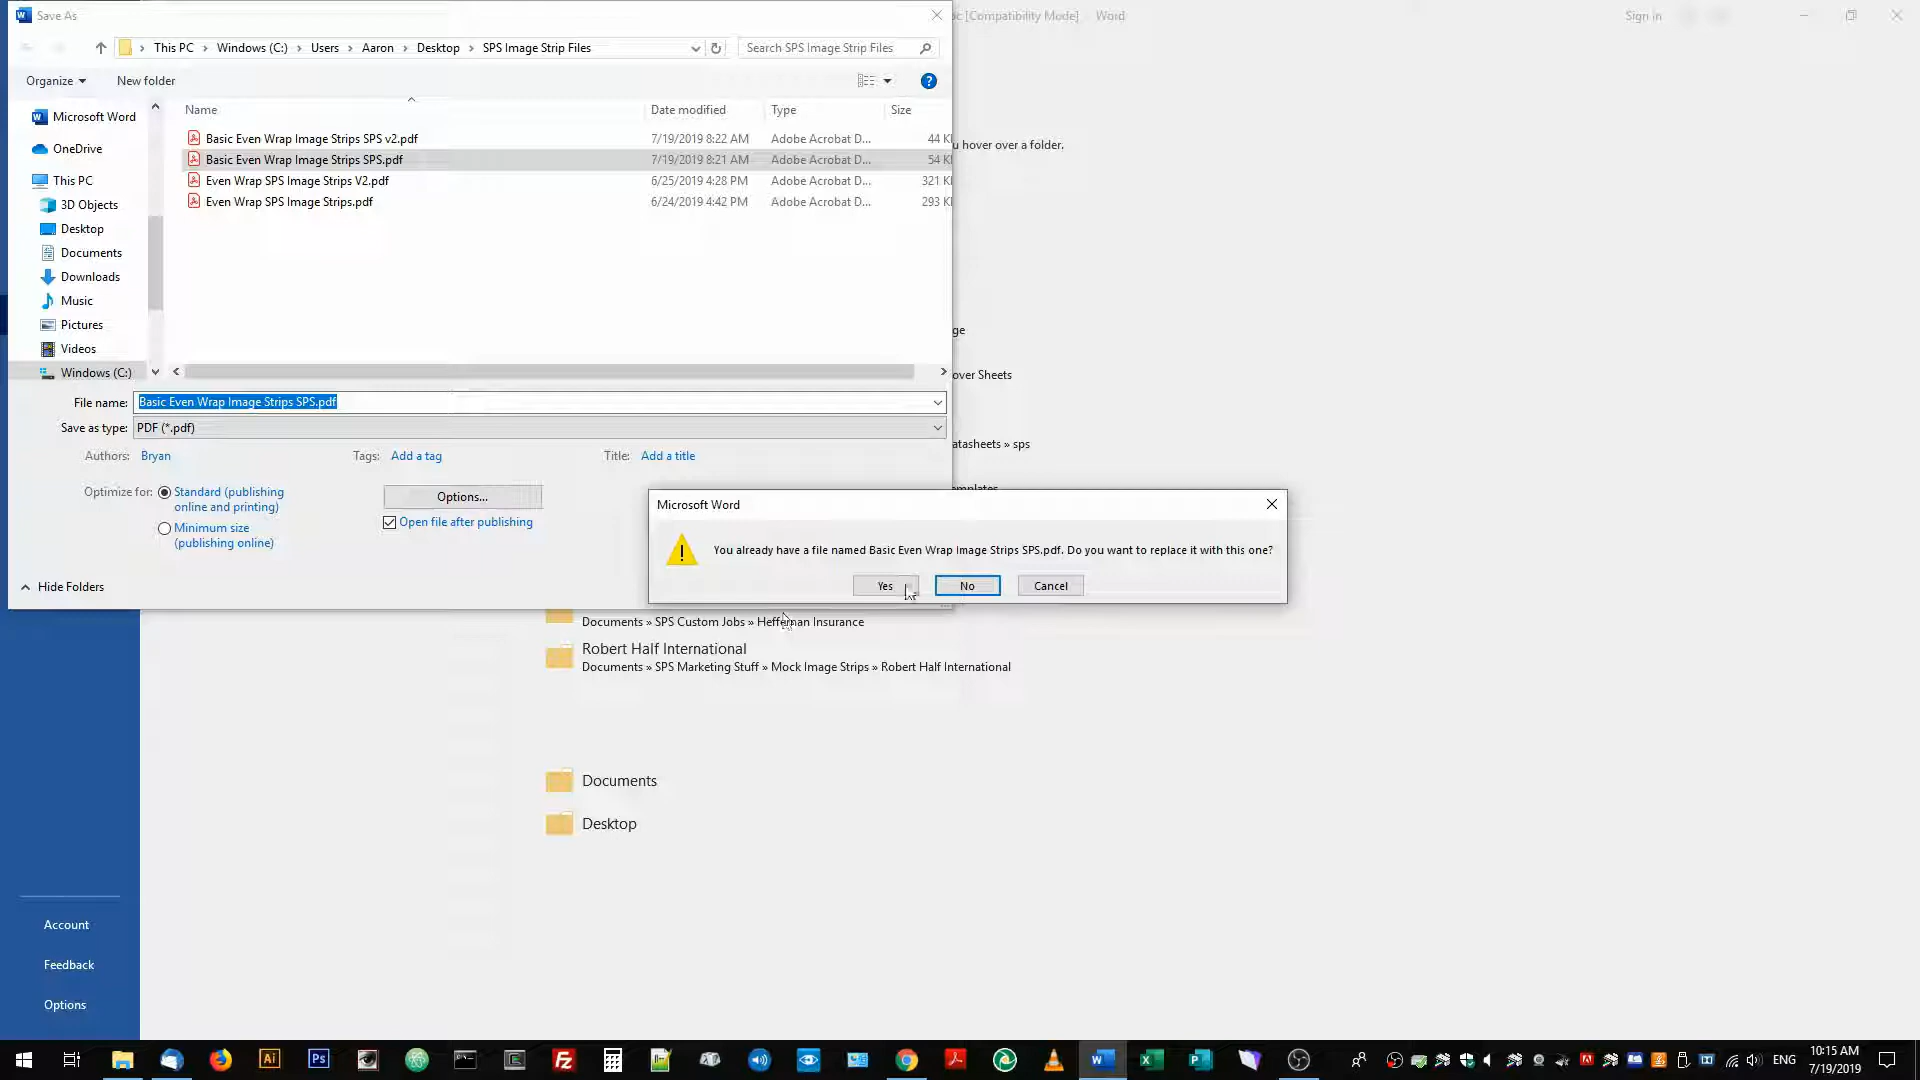 Save As
oc [Compatibility Mode] - Word
Sign in
This PC > Windows (C:) > Users > Aaron > Desktop > SPS Image Strip Files
Search SPS Image Strip Files
Organize
New folder
Name
Date modified
Type
Size
Microsoft Word
OneDrive
This PC
3D Objects
Desktop
Documents
Downloads
Music
Pictures
Videos
Windows (C:)
Basic Even Wrap Image Strips SPS v2.pdf 7/19/2019 8:22 AM Adobe Acrobat D... 44 K
Basic Even Wrap Image Strips SPS.pdf 7/19/2019 8:21 AM Adobe Acrobat D... 54 K
Even Wrap SPS Image Strips V2.pdf 6/25/2019 4:28 PM Adobe Acrobat D... 321 K
Even Wrap SPS Image Strips.pdf 6/24/2019 4:42 PM Adobe Acrobat D... 293 K
u hover over a folder.
ge
over Sheets
atasheets » sps
File name: Basic Even Wrap Image Strips SPS.pdf
Save as type: PDF (*.pdf)
Authors: Bryan
Tags: Add a tag
Title: Add a title
Optimize for: Standard (publishing
online and printing)
Minimum size
(publishing online)
Options...
Open file after publishing
Hide Folders
Microsoft Word
You already have a file named Basic Even Wrap Image Strips SPS.pdf. Do you want to replace it with this one?
Yes
No
Cancel
Documents » SPS Custom Jobs » Heffernan Insurance
Robert Half International
Documents » SPS Marketing Stuff » Mock Image Strips » Robert Half International
Documents
Desktop
Account
Feedback
Options
Ai
Ps
ENG
10:15 AM
7/19/2019